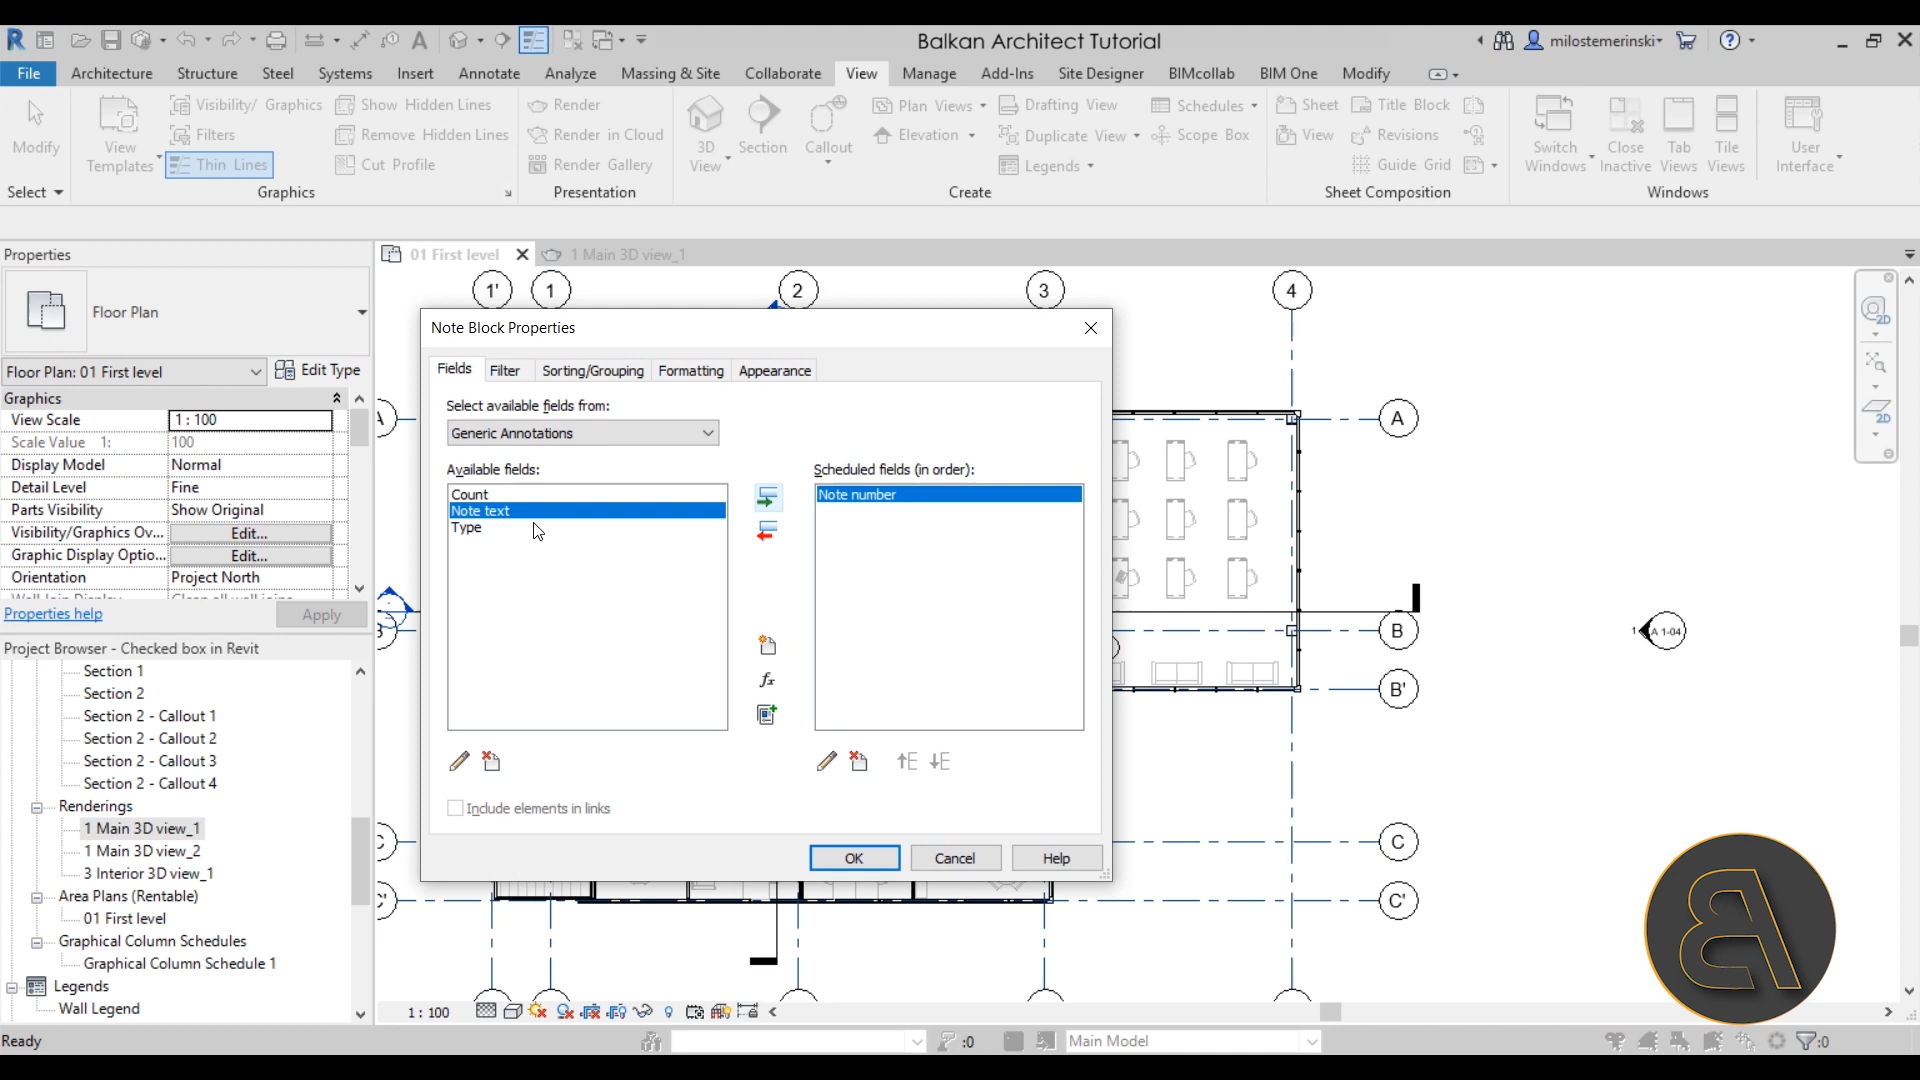 Balkan Architect Tutorial
milostemerinski
File Architecture Structure Steel Systems Insert Annotate Analyze Massing & Site Collaborate View Manage Add-Ins Site Designer BIMcollab BIM One Modify
Modify
View Templates
Visibility/ Graphics
Filters
Thin Lines
Show Hidden Lines
Remove Hidden Lines
Cut Profile
Render
Render in Cloud
Render Gallery
3D View
Section
Callout
Plan Views
Elevation
Drafting View
Duplicate View
Legends
Schedules
Scope Box
Sheet
View
Title Block
Revisions
Guide Grid
Switch Windows
Close Inactive
Tab Views
Tile Views
User Interface
Select
Graphics
Presentation
Create
Sheet Composition
Windows
Properties
Floor Plan
Floor Plan: 01 First level
Edit Type
Graphics
View Scale 1 : 100
Scale Value 1: 100
Display Model Normal
Detail Level Fine
Parts Visibility Show Original
Visibility/Graphics Ov... Edit...
Graphic Display Optio... Edit...
Orientation Project North
Properties help
Apply
Project Browser - Checked box in Revit
Section 1
Section 2
Section 2 - Callout 1
Section 2 - Callout 2
Section 2 - Callout 3
Section 2 - Callout 4
Renderings
1 Main 3D view_1
1 Main 3D view_2
3 Interior 3D view_1
Area Plans (Rentable)
01 First level
Graphical Column Schedules
Graphical Column Schedule 1
Legends
Wall Legend
01 First level
1 Main 3D view_1
1' 1 2 3 4
Note Block Properties
Fields Filter Sorting/Grouping Formatting Appearance
Select available fields from:
Generic Annotations
Available fields:
Count
Note text
Type
Scheduled fields (in order):
Note number
fx
Include elements in links
OK Cancel Help
A
B
B'
C
C'
1 A 1-04
2D
2D
1 : 100
Ready
:0
Main Model
:0